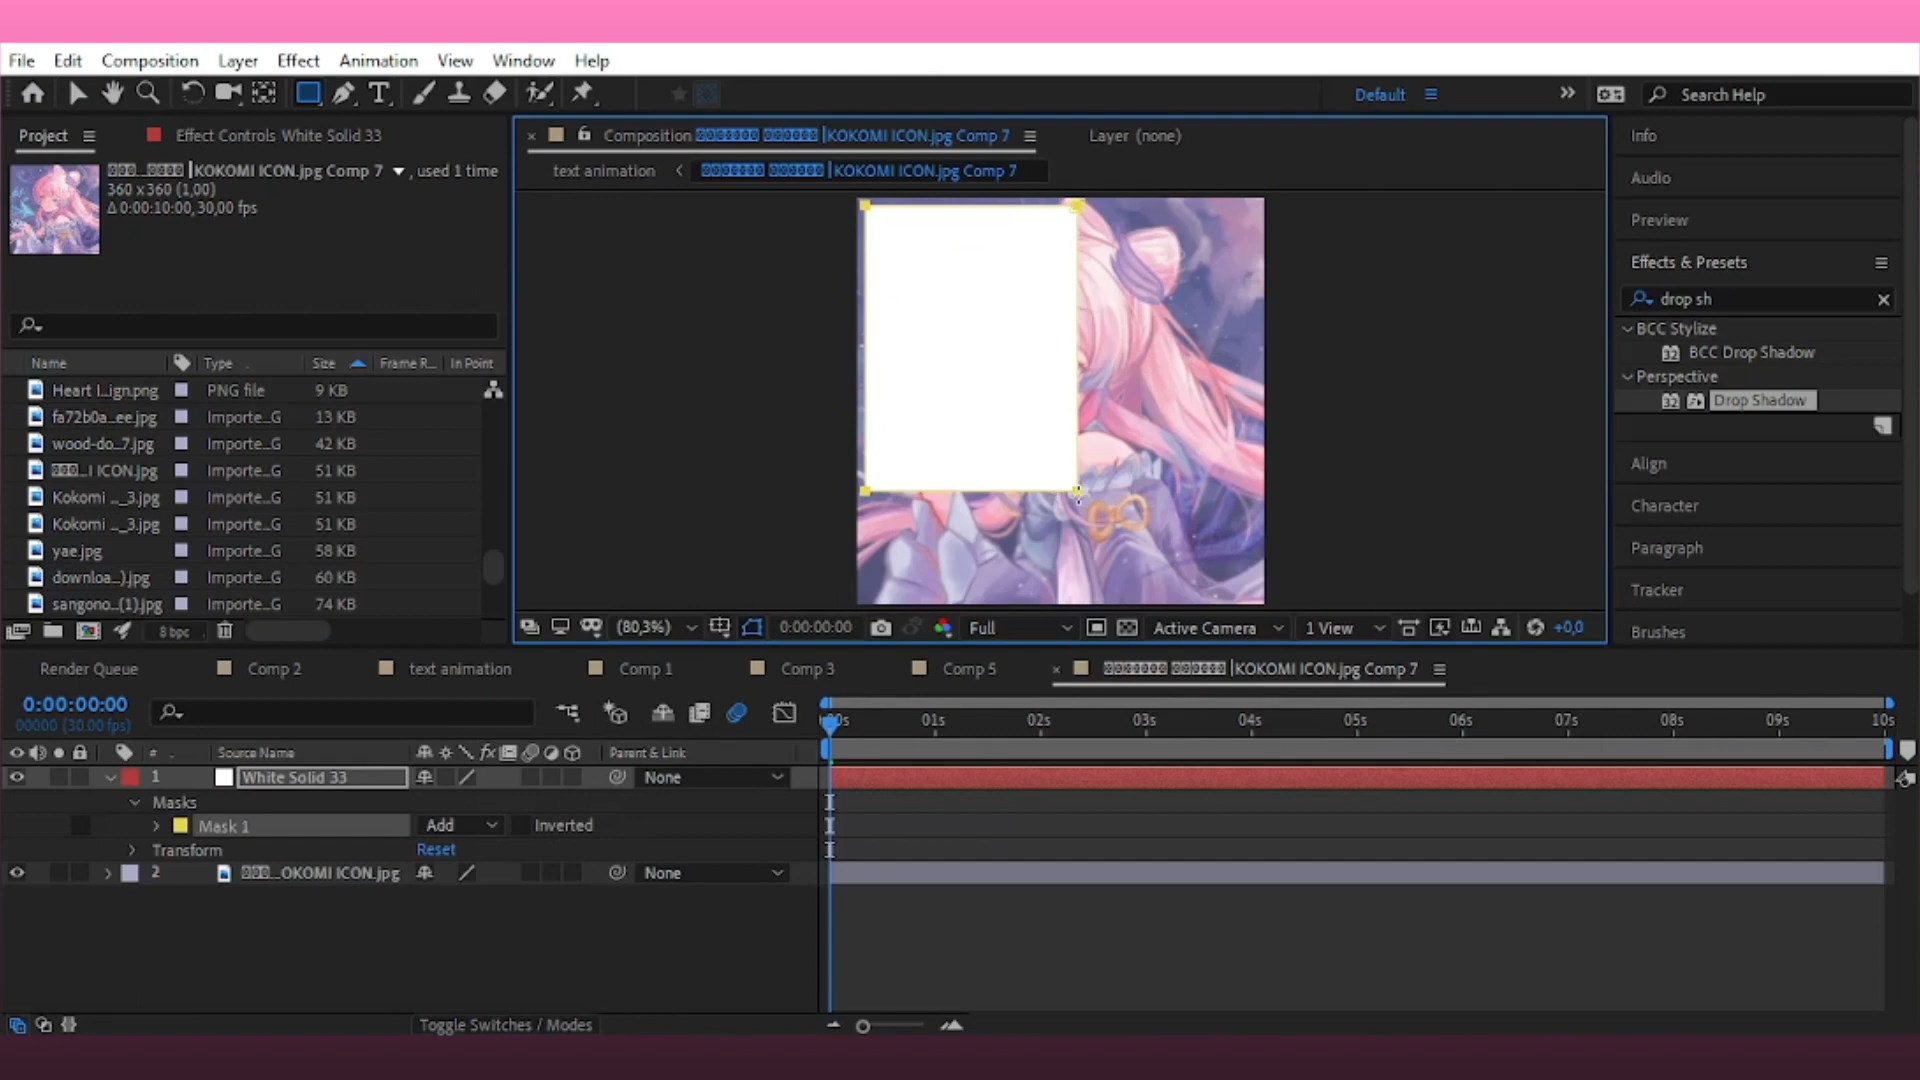 File Edit Composition Layer Effect Animation View Window Help
Default Search Help
Project Effect Controls White Solid 33
Composition KOKOMI ICON.jpg Comp 7 Layer (none)
KOKOMI ICON.jpg Comp 7 , used 1 time
360 x 360 (1,00)
Δ 0:00:10:00, 30,00 fps
text animation KOKOMI ICON.jpg Comp 7
Name Type Size Frame R... In Point
Heart I...ign.png PNG file 9 KB
fa72b0a...ee.jpg Importe...G 13 KB
wood-do...7.jpg Importe...G 42 KB
...I ICON.jpg Importe...G 51 KB
Kokomi ..._3.jpg Importe...G 51 KB
Kokomi ..._3.jpg Importe...G 51 KB
yae.jpg Importe...G 58 KB
downloa...).jpg Importe...G 60 KB
sangono...(1).jpg Importe...G 74 KB
8 bpc
(80,3%) 0:00:00:00 Full Active Camera 1 View +0,0
Info
Audio
Preview
Effects & Presets
drop sh
BCC Stylize
32 BCC Drop Shadow
Perspective
32 Drop Shadow
Align
Character
Paragraph
Tracker
Brushes
Render Queue Comp 2 text animation Comp 1 Comp 3 Comp 5 KOKOMI ICON.jpg Comp 7
0:00:00:00
00000 (30.00 fps)
00s 01s 02s 03s 04s 05s 06s 07s 08s 09s 10s
# Source Name fx Parent & Link
1 White Solid 33 None
Masks
Mask 1 Add Inverted
Transform Reset
2 ...OKOMI ICON.jpg None
Toggle Switches / Modes